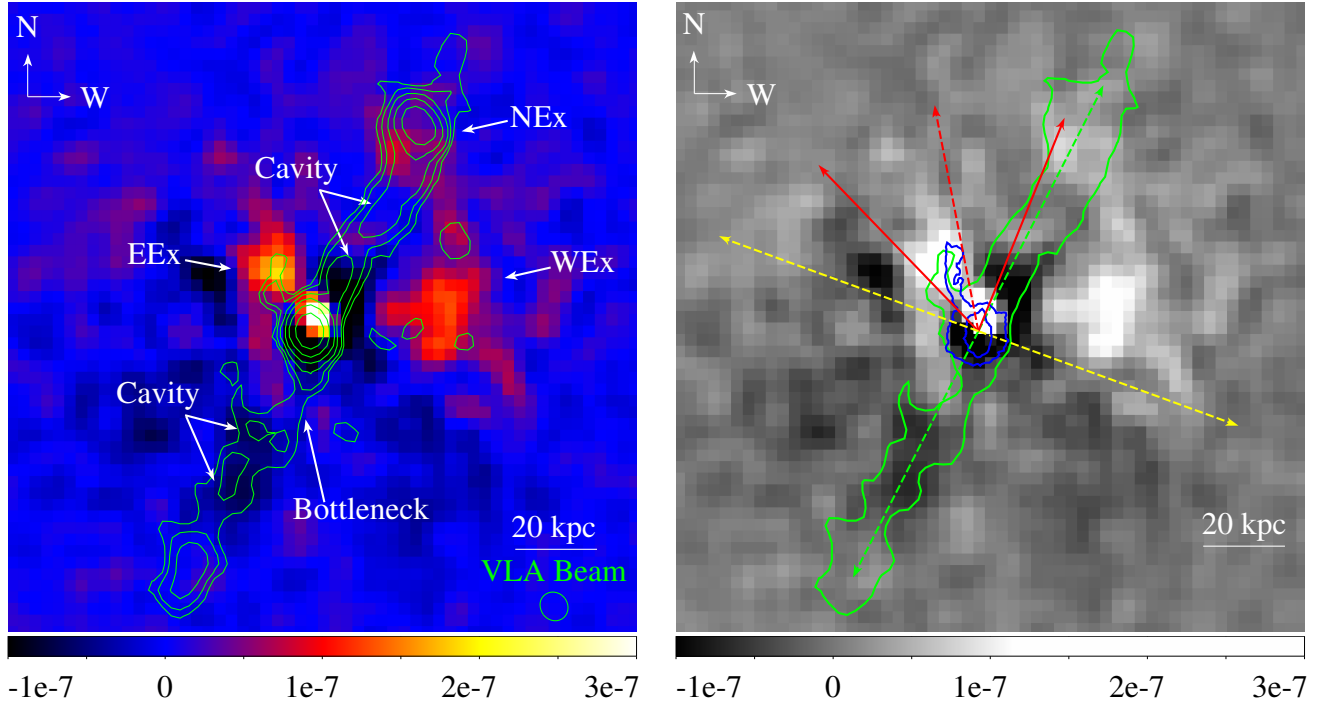 N
W
NEx
Cavity
EEx
WEx
Cavity
Bottleneck
20 kpc
VLA Beam
-1e-7 0 1e-7 2e-7 3e-7
N
W
20 kpc
-1e-7 0 1e-7 2e-7 3e-7